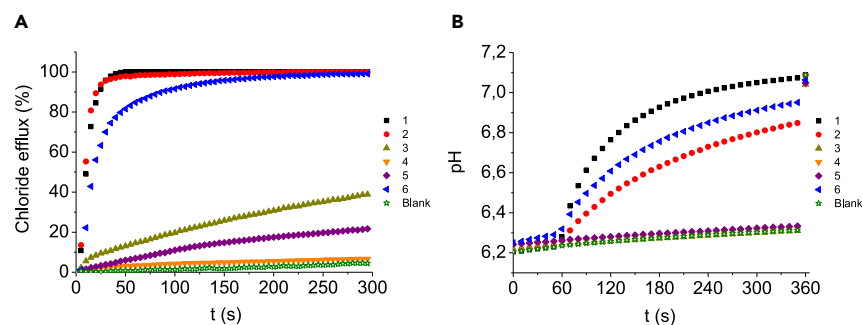 A
Chloride efflux (%)
100
80
60
40
20
0
0 50 100 150 200 250 300
t (s)
1
2
3
4
5
6
Blank
B
pH
7,2
7,0
6,8
6,6
6,4
6,2
0 60 120 180 240 300 360
t (s)
1
2
3
4
5
6
Blank